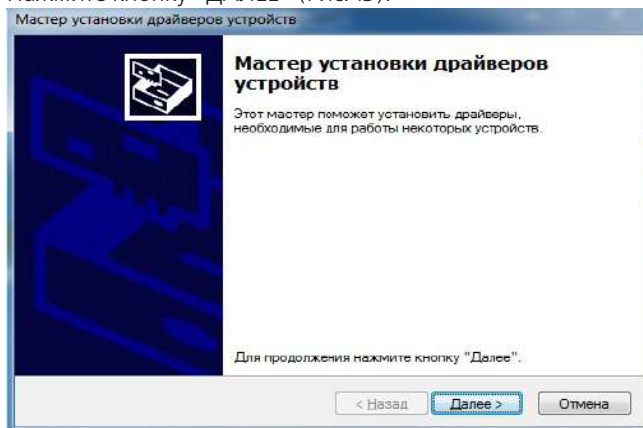 Мастер установки драйверов устройств
Мастер установки драйверов
устройств
Этот мастер поможет установить драйверы,
необходимые для работы некоторых устройств.
Для продолжения нажмите кнопку "Далее".
< Назад
Далее >
Отмена